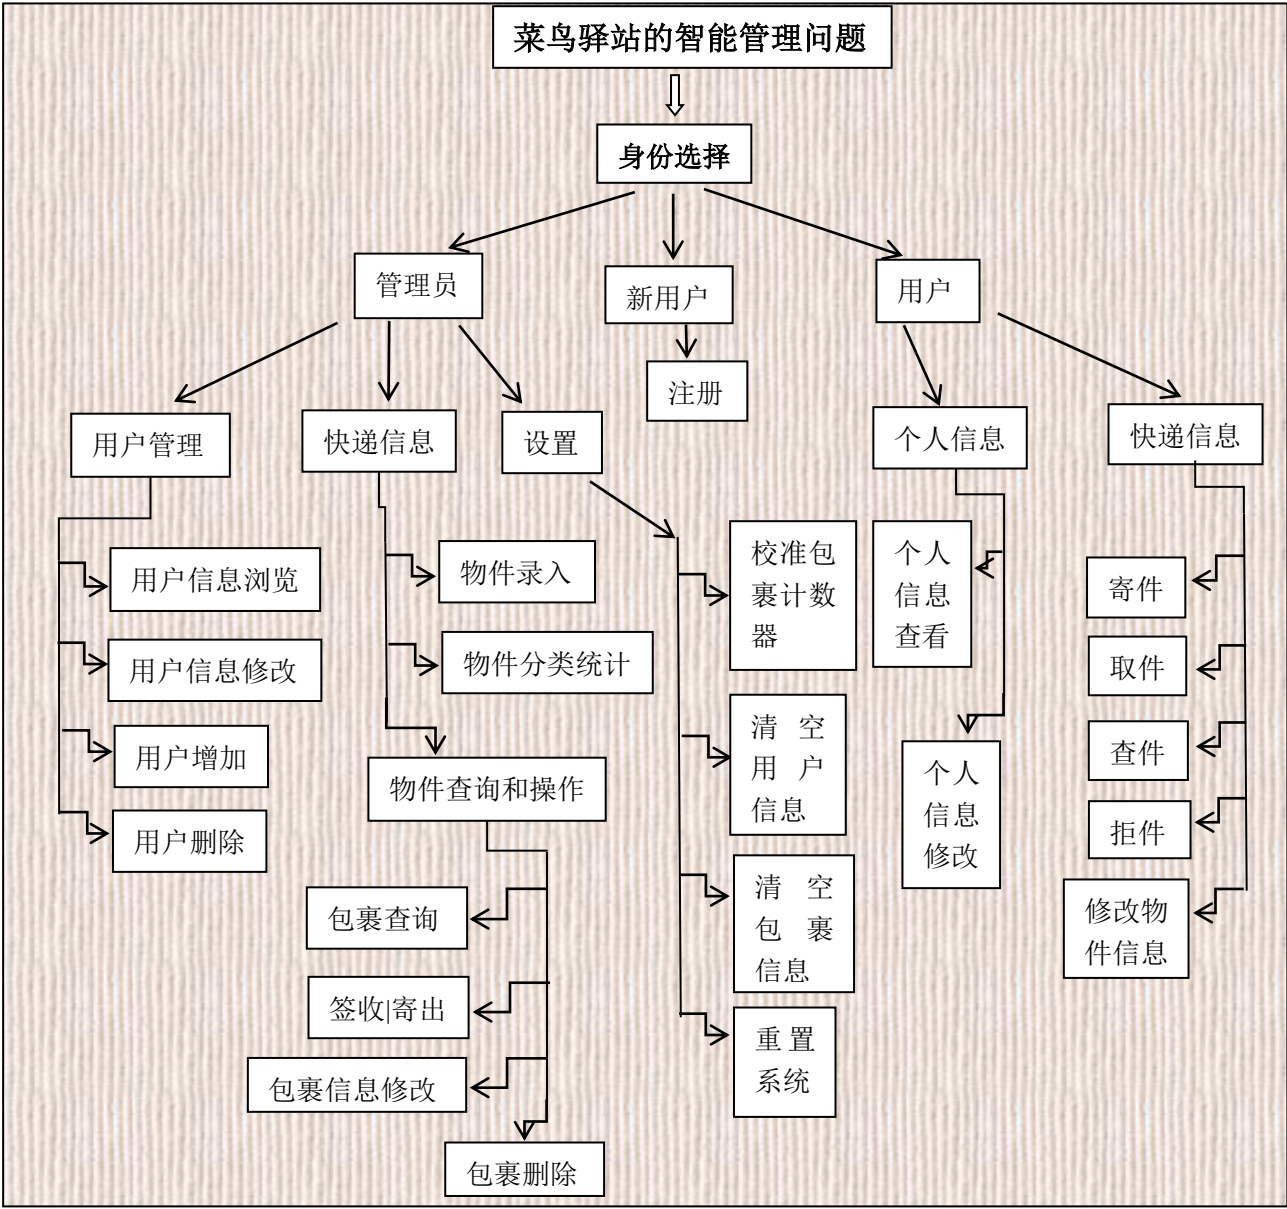 菜鸟驿站的智能管理问题
身份选择
管理员
新用户
用户
注册
用户管理
快递信息
设置
个人信息
快递信息
用户信息浏览
用户信息修改
用户增加
用户删除
物件录入
物件分类统计
物件查询和操作
包裹查询
签收|寄出
包裹信息修改
包裹删除
校准包
裹计数
器
清空
用户
信息
清空
包裹
信息
重置
系统
个人
信息
查看
个人
信息
修改
寄件
取件
查件
拒件
修改物
件信息